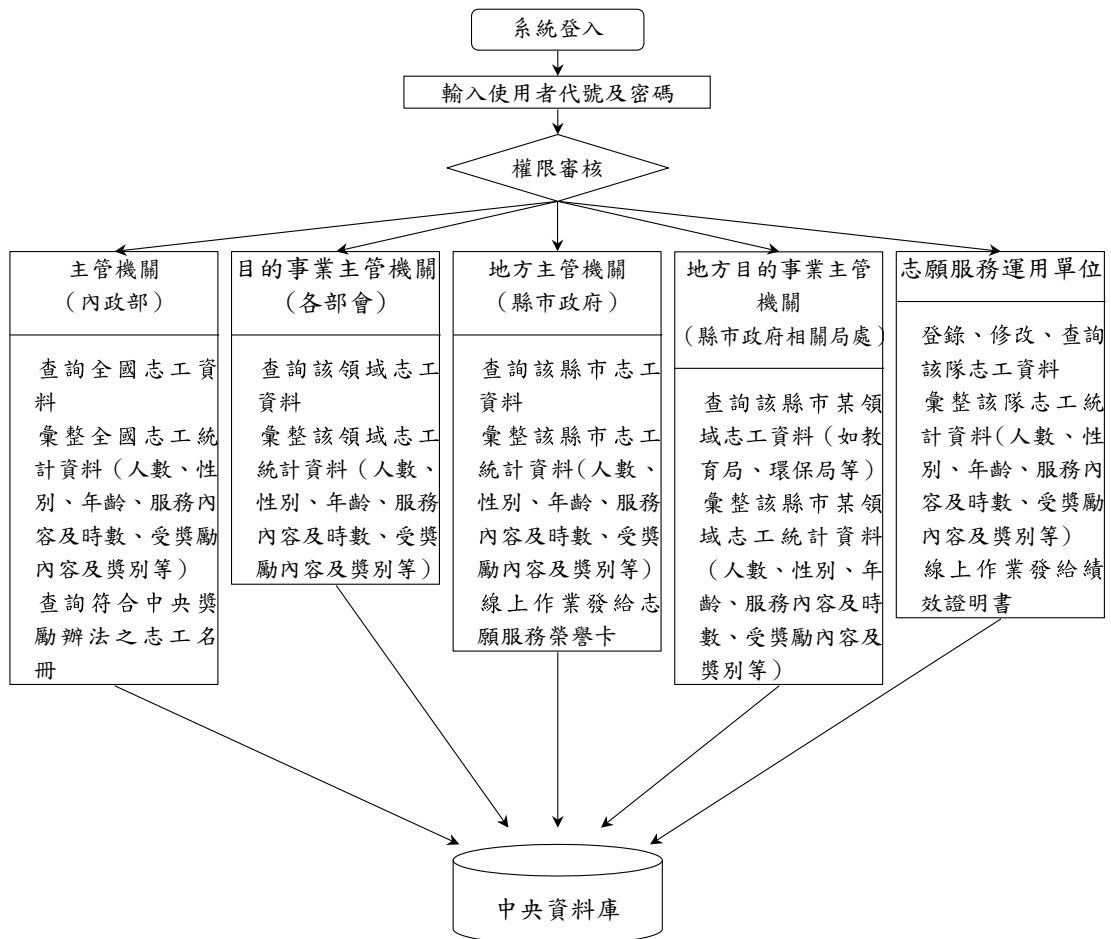 系統登入
輸入使用者代號及密碼
權限審核
主管機關
（內政部）
查詢全國志工資
料
彙整全國志工統
計資料（人數、性
別、年齡、服務內
容及時數、受獎勵
內容及獎別等）
查詢符合中央獎
勵辦法之志工名
冊
目的事業主管機關
（各部會）
查詢該領域志工
資料
彙整該領域志工
統計資料（人數、
性別、年齡、服務
內容及時數、受獎
勵內容及獎別等）
地方主管機關
（縣市政府）
查詢該縣市志工
資料
彙整該縣市志工
統計資料(人數、
性別、年齡、服務
內容及時數、受獎
勵內容及獎別等）
線上作業發給志
願服務榮譽卡
地方目的事業主管
機關
（縣市政府相關局處）
查詢該縣市某領
域志工資料（如教
育局、環保局等）
彙整該縣市某領
域志工統計資料
（人數、性別、年
齡、服務內容及時
數、受獎勵內容及
獎別等）
志願服務運用單位
登錄、修改、查詢
該隊志工資料
彙整該隊志工統
計資料(人數、性
別、年齡、服務內
容及時數、受獎勵
內容及獎別等）
線上作業發給績
效證明書
中央資料庫